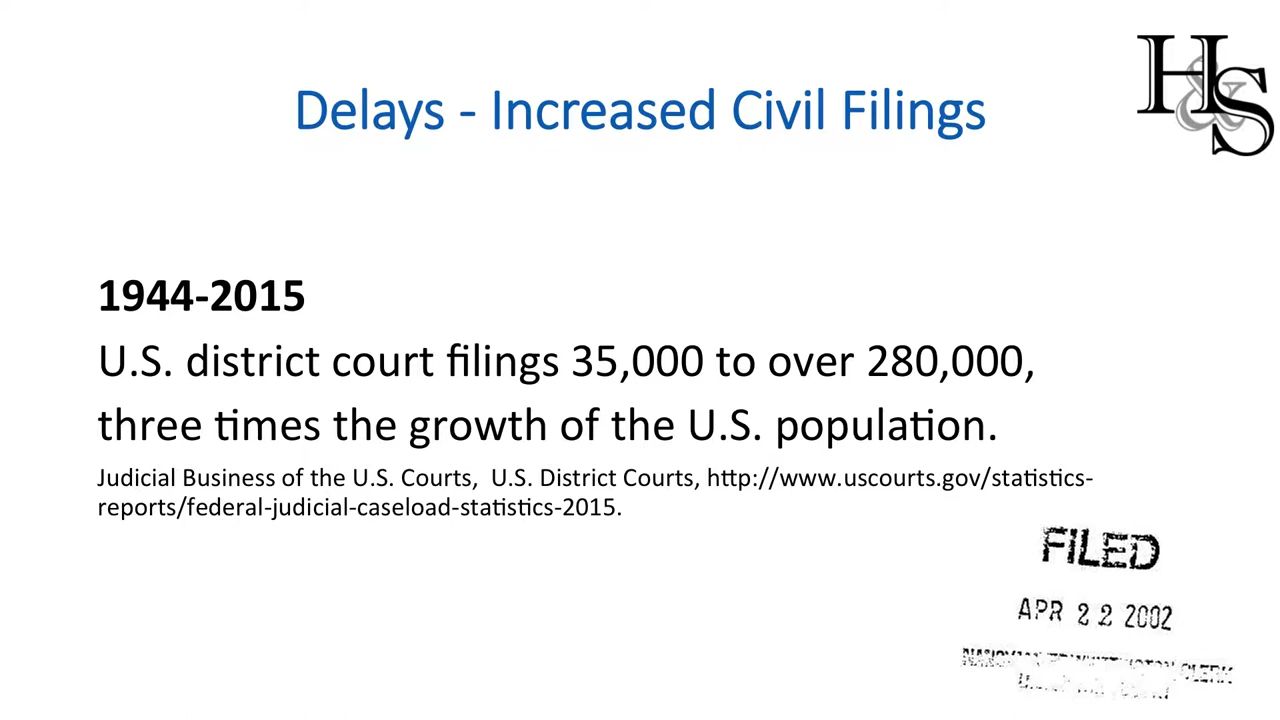 H&S
Delays - Increased Civil Filings
1944-2015
U.S. district court filings 35,000 to over 280,000,
three times the growth of the U.S. population.
Judicial Business of the U.S. Courts, U.S. District Courts, http://www.uscourts.gov/statistics-
reports/federal-judicial-caseload-statistics-2015.
FILED
APR 22 2002
CLERK